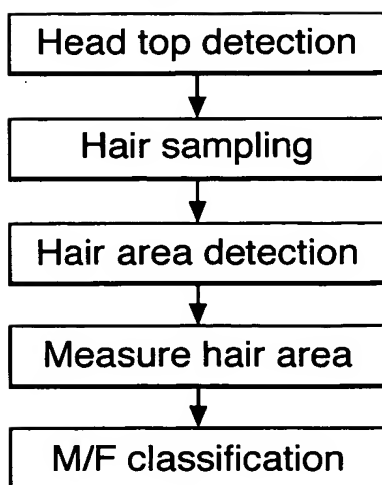 Head top detection
Hair sampling
Hair area detection
Measure hair area
M/F classification